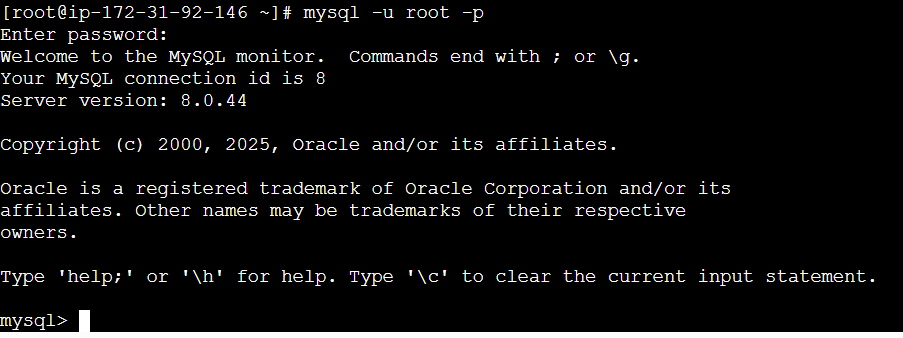 [root@ip-172-31-92-146 ~]# mysql -u root -p
Enter password:
Welcome to the MySQL monitor.  Commands end with ; or \g.
Your MySQL connection id is 8
Server version: 8.0.44
Copyright (c) 2000, 2025, Oracle and/or its affiliates.
Oracle is a registered trademark of Oracle Corporation and/or its
affiliates. Other names may be trademarks of their respective
owners.
Type 'help;' or '\h' for help. Type '\c' to clear the current input statement.
mysql>